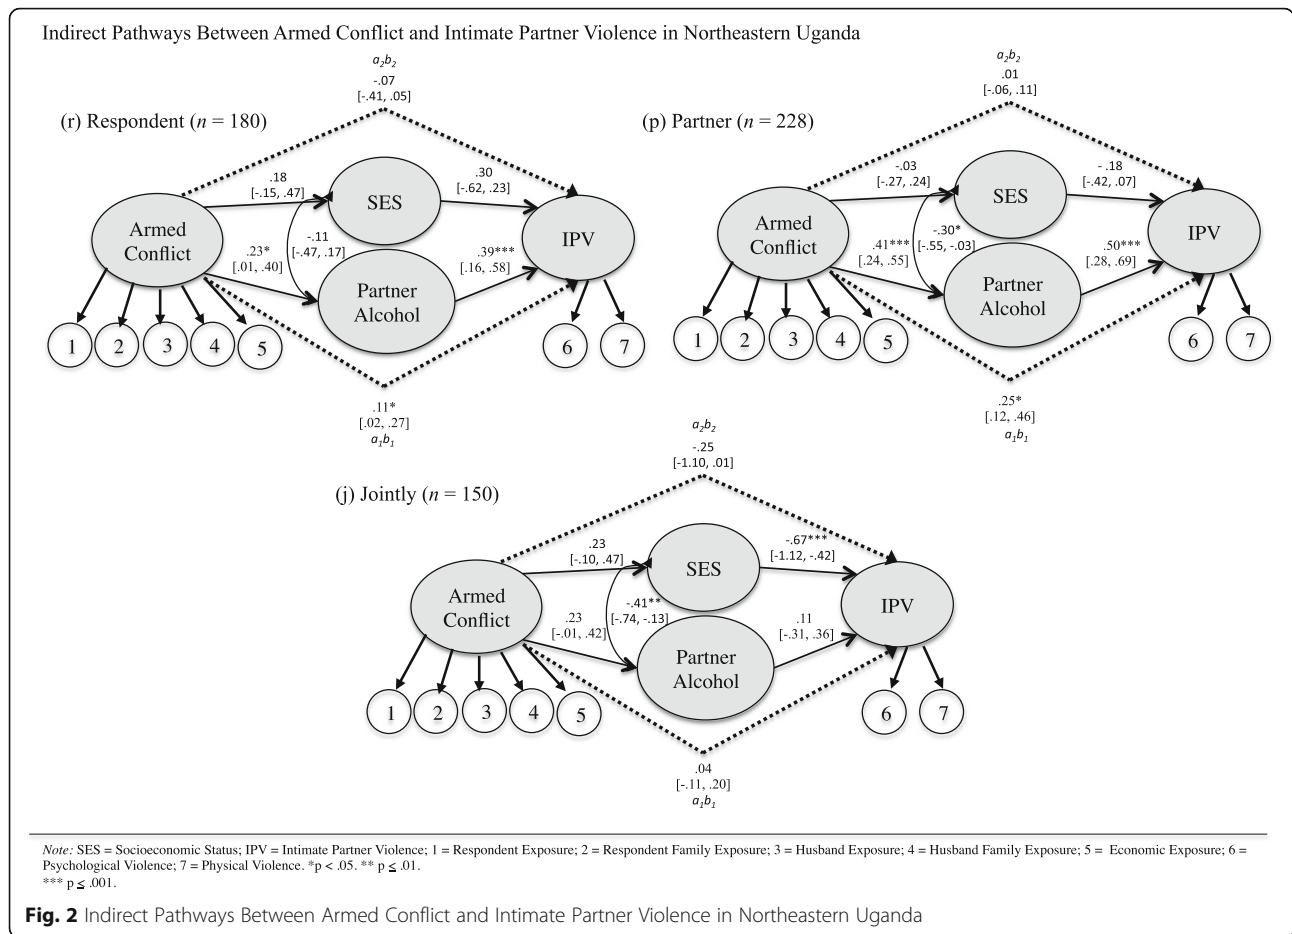 Indirect Pathways Between Armed Conflict and Intimate Partner Violence in Northeastern Uganda
(r) Respondent (n = 180)
a2b2
-.07
[-.41, .05]
.18
[-.15, .47]
SES
.30
[-.62, .23]
Armed
Conflict
-.11
[-.47, .17]
IPV
.23*
[.01, .40]
Partner
Alcohol
.39***
[.16, .58]
1
2
3
4
5
6
7
.11*
[.02, .27]
a1b1
(p) Partner (n = 228)
a2b2
.01
[-.06, .11]
-.03
[-.27, .24]
SES
-.18
[-.42, .07]
Armed
Conflict
-.30*
[-.55, -.03]
IPV
.41***
[.24, .55]
Partner
Alcohol
.50***
[.28, .69]
1
2
3
4
5
6
7
.25*
[.12, .46]
a1b1
(j) Jointly (n = 150)
a2b2
-.25
[-1.10, .01]
.23
[-.10, .47]
SES
-.67***
[-1.12, -.42]
Armed
Conflict
-.41**
[-.74, -.13]
IPV
.23
[-.01, .42]
Partner
Alcohol
.11
[-.31, .36]
1
2
3
4
5
6
7
.04
[-.11, .20]
a1b1
Note: SES = Socioeconomic Status; IPV = Intimate Partner Violence; 1 = Respondent Exposure; 2 = Respondent Family Exposure; 3 = Husband Exposure; 4 = Husband Family Exposure; 5 = Economic Exposure; 6 =
Psychological Violence; 7 = Physical Violence. *p < .05. ** p ≤ .01.
*** p ≤ .001.
Fig. 2 Indirect Pathways Between Armed Conflict and Intimate Partner Violence in Northeastern Uganda